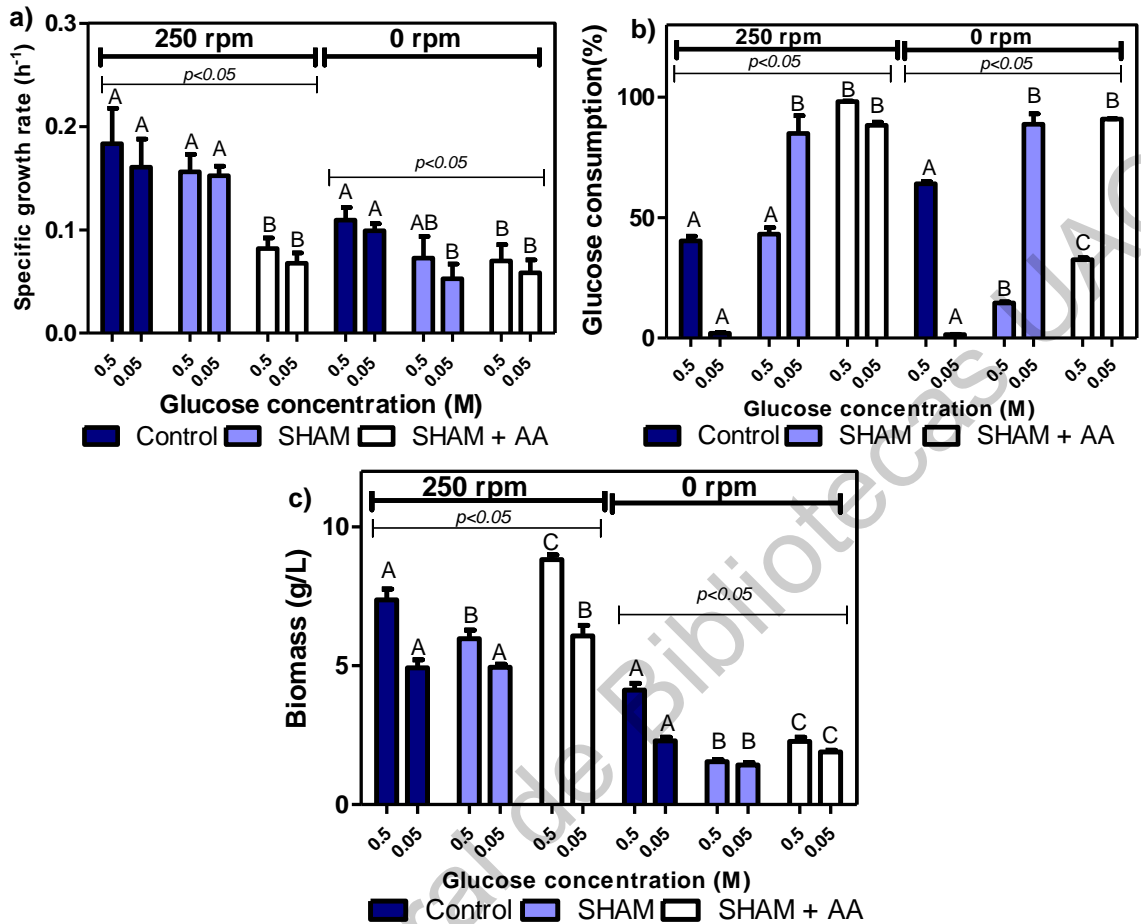 a)
250 rpm 0 rpm
p<0.05
p<0.05
A A A A B B A A AB B B B
Specific growth rate (h-1)
0.3
0.2
0.1
0.0
0.5 0.05 0.5 0.05 0.5 0.05 0.5 0.05 0.5 0.05 0.5 0.05
Glucose concentration (M)
Control SHAM SHAM + AA
b)
250 rpm 0 rpm
p<0.05 p<0.05
A A A B B B A A B B C B
Glucose consumption(%)
100
50
0
0.5 0.05 0.5 0.05 0.5 0.05 0.5 0.05 0.5 0.05 0.5 0.05
Glucose concentration (M)
Control SHAM SHAM + AA
c)
250 rpm 0 rpm
p<0.05
p<0.05
A A B A C B A A B B C C
Biomass (g/L)
10
5
0
0.5 0.05 0.5 0.05 0.5 0.05 0.5 0.05 0.5 0.05 0.5 0.05
Glucose concentration (M)
Control SHAM SHAM + AA
de Bibliotecas